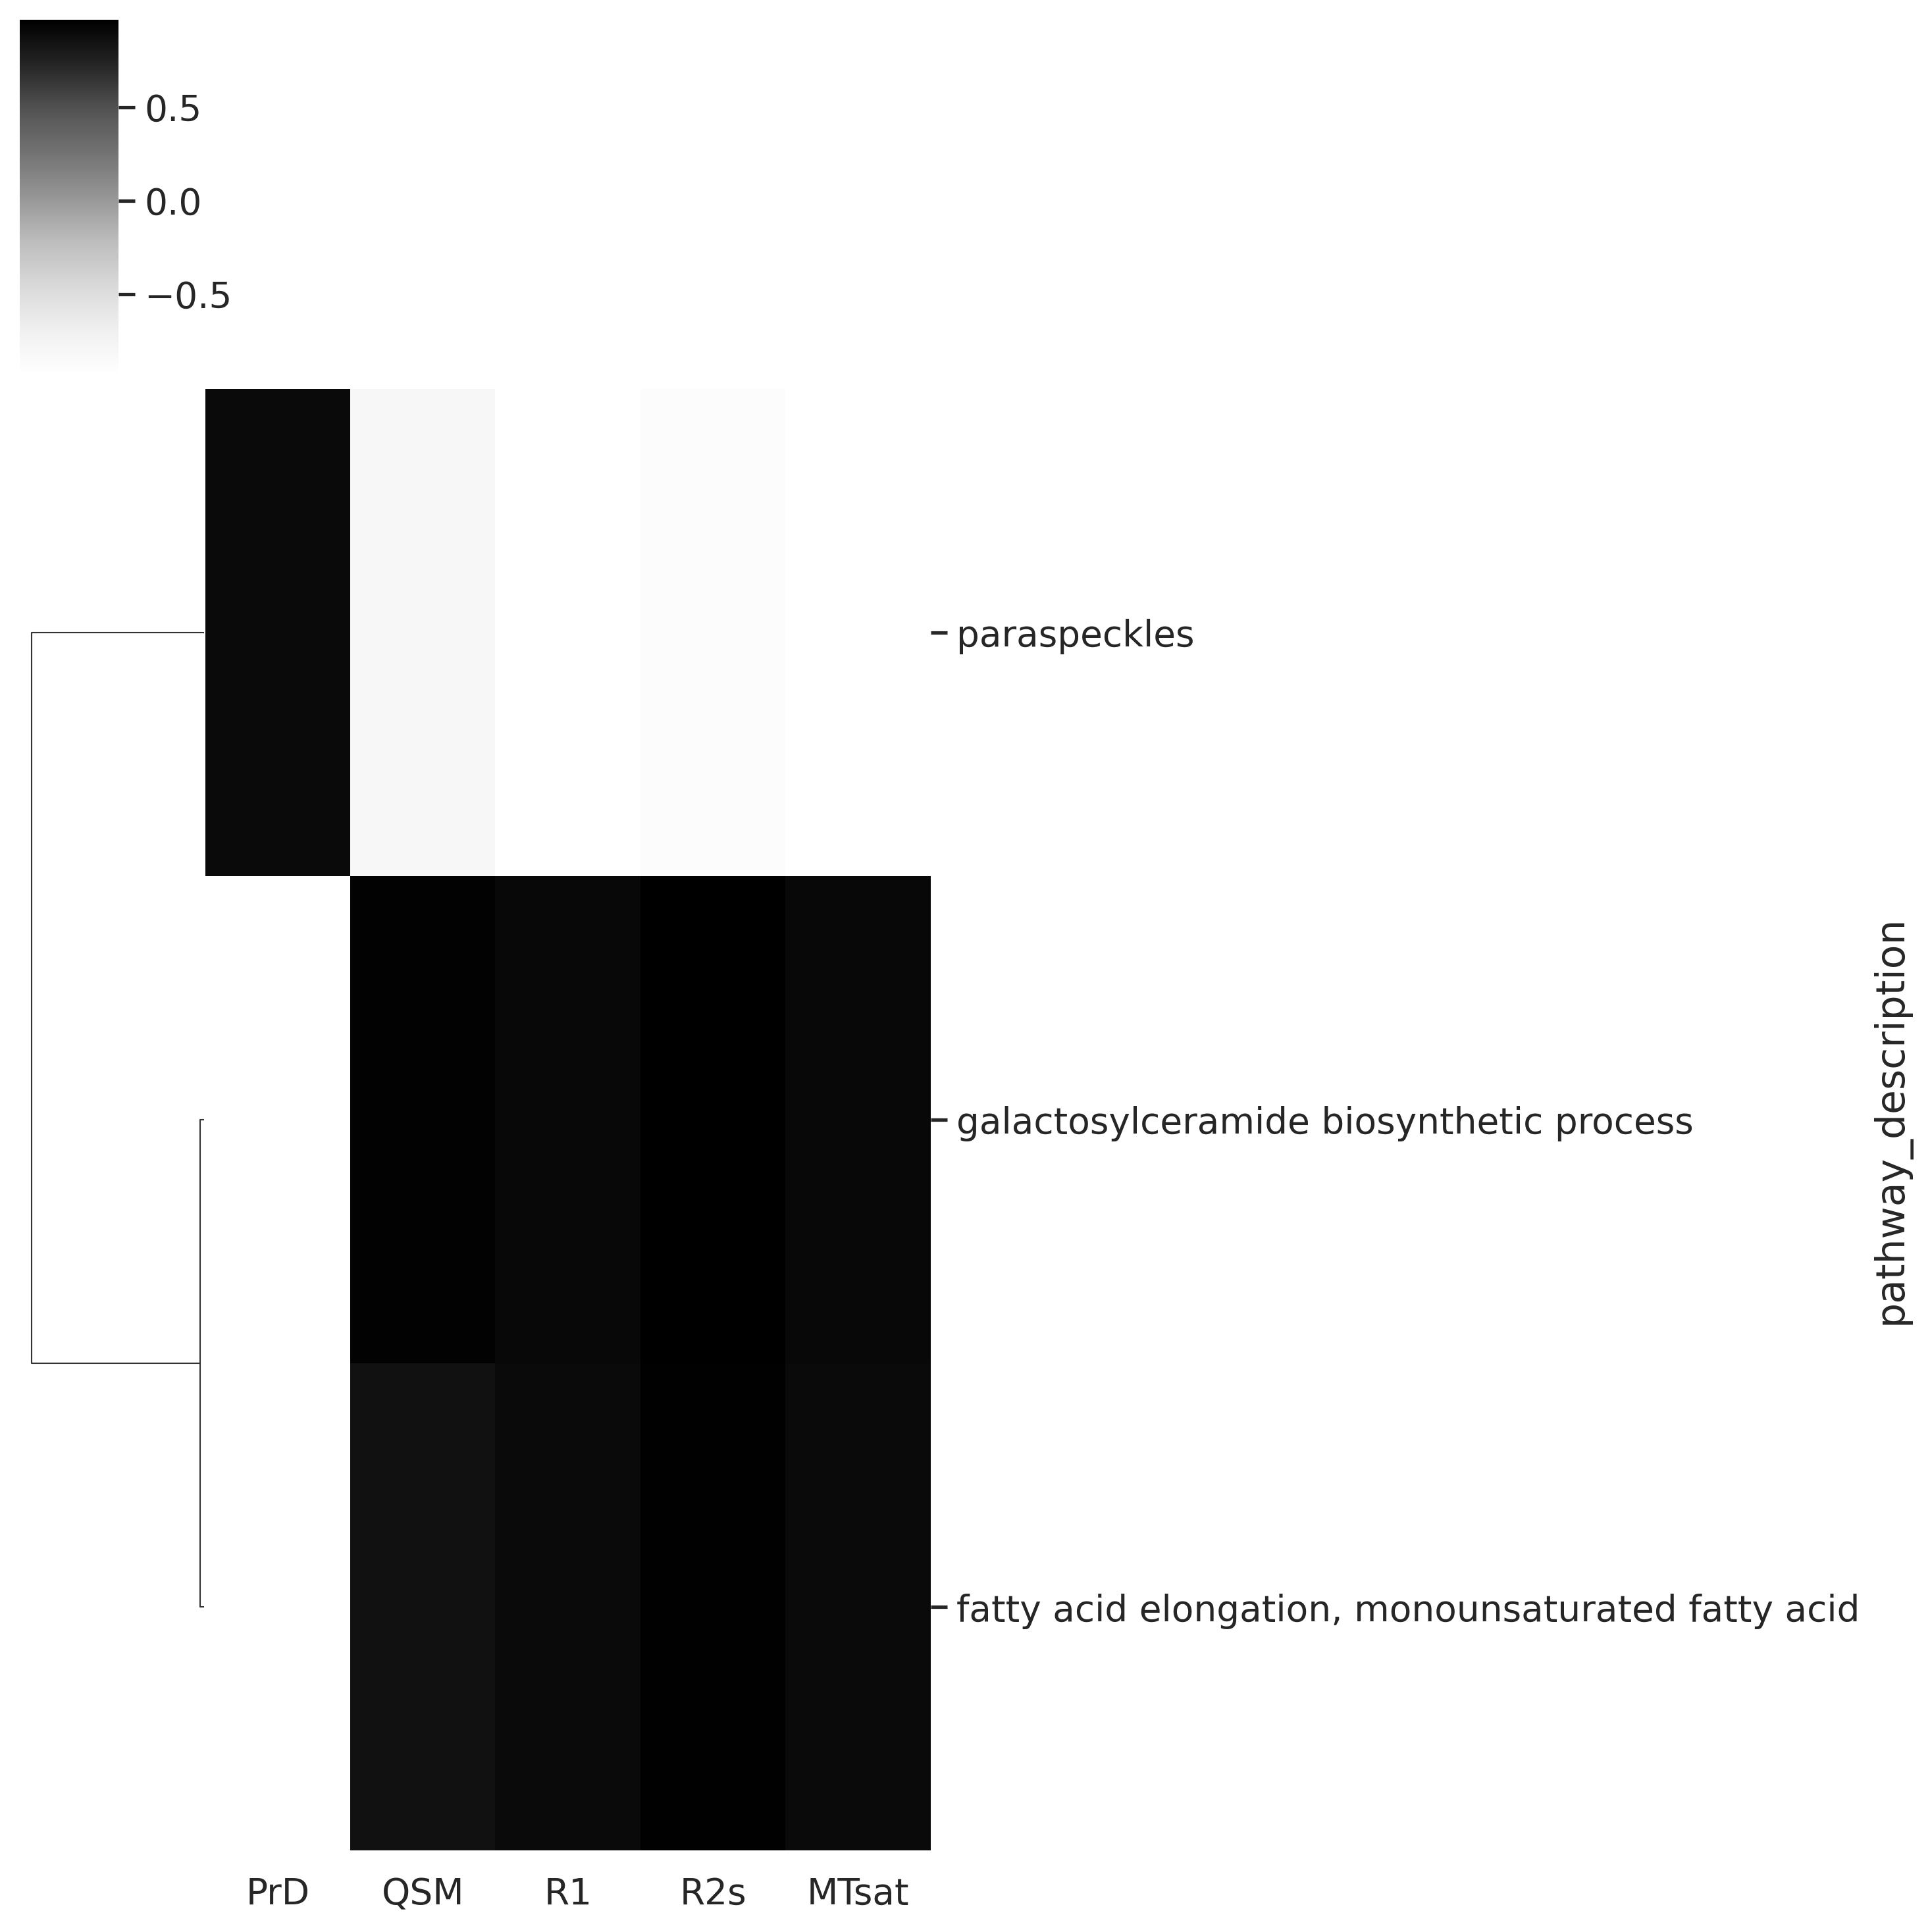 0.5
0.0
−0.5
paraspeckles
galactosylceramide biosynthetic process
fatty acid elongation, monounsaturated fatty acid
pathway_description
PrD QSM R1 R2s MTsat